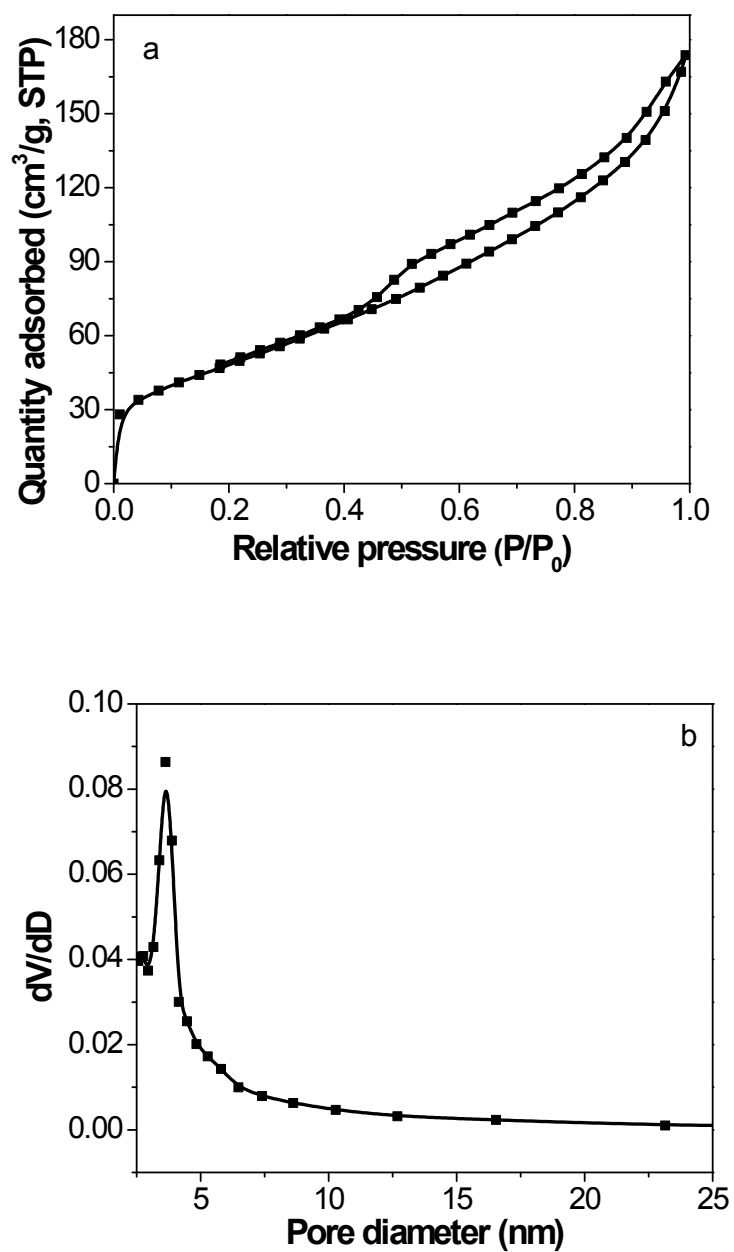 a
Quantity adsorbed (cm³/g, STP)
180
150
120
90
60
30
0
0.0 0.2 0.4 0.6 0.8 1.0
Relative pressure (P/P₀)
b
dV/dD
0.10
0.08
0.06
0.04
0.02
0.00
5 10 15 20 25
Pore diameter (nm)